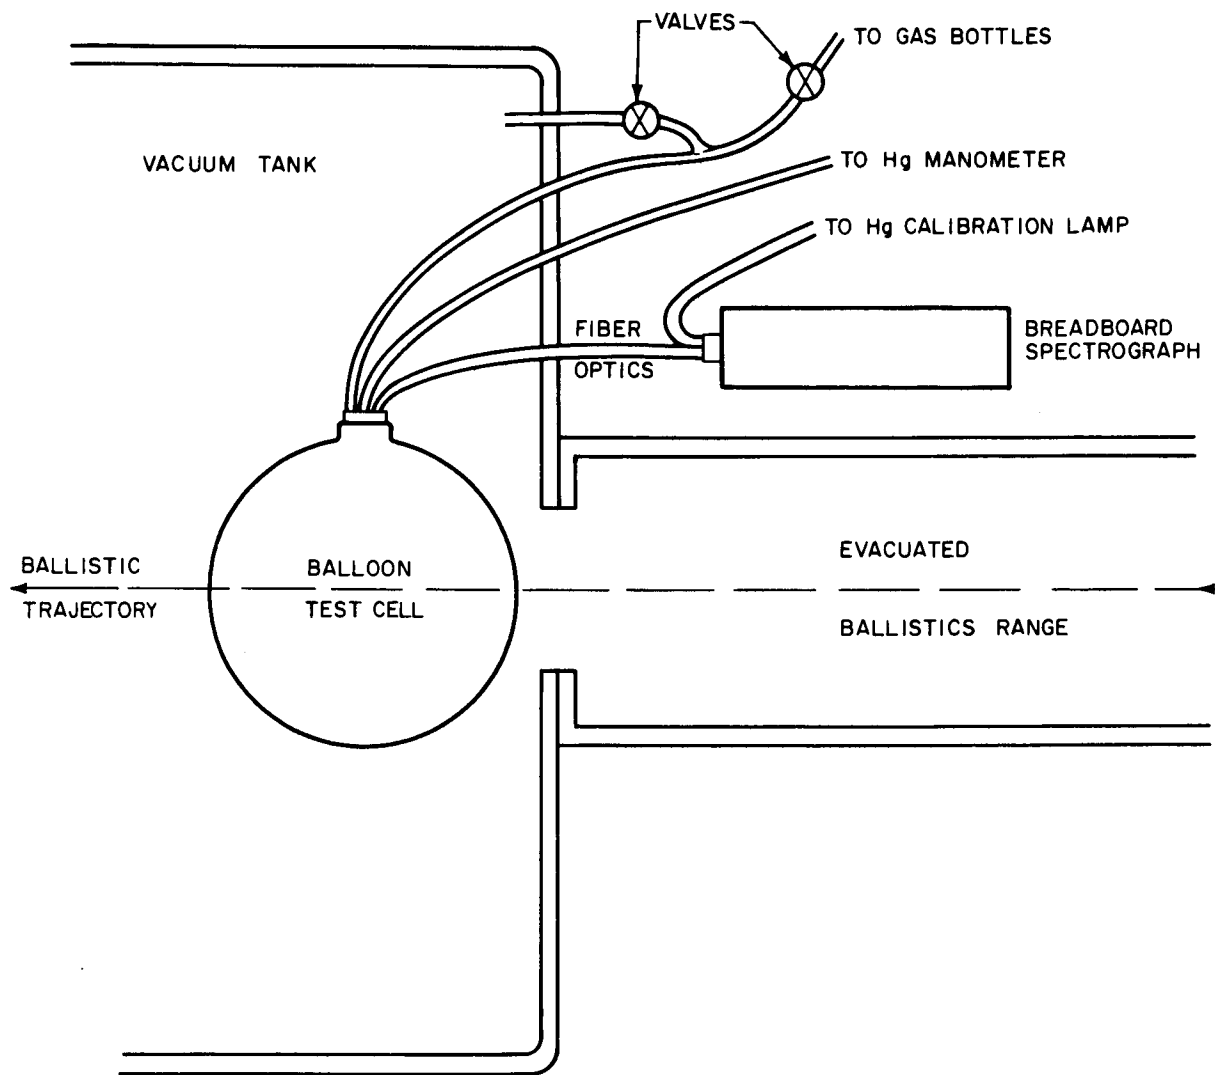 VALVES
TO GAS BOTTLES
VACUUM TANK
TO Hg MANOMETER
TO Hg CALIBRATION LAMP
FIBER
OPTICS
BREADBOARD
SPECTROGRAPH
BALLISTIC
TRAJECTORY
BALLOON
TEST CELL
EVACUATED
BALLISTICS RANGE